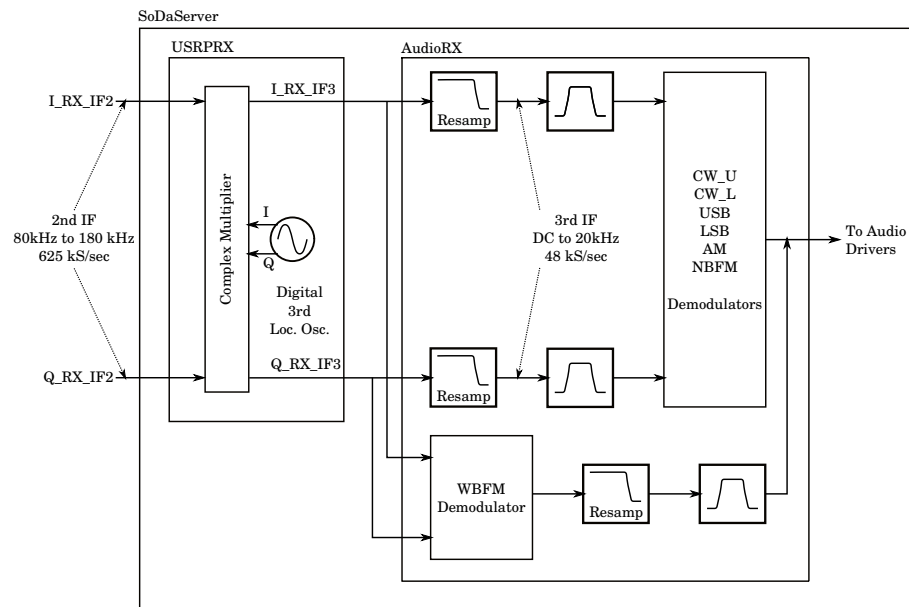 SoDaServer
USRPRX
AudioRX
I_RX_IF2
I_RX_IF3
Resamp
2nd IF
80kHz to 180 kHz
625 kS/sec
Complex Multiplier
I
Q
Digital
3rd
Loc. Osc.
3rd IF
DC to 20kHz
48 kS/sec
CW_U
CW_L
USB
LSB
AM
NBFM
Demodulators
To Audio
Drivers
Q_RX_IF2
Q_RX_IF3
Resamp
WBFM
Demodulator
Resamp